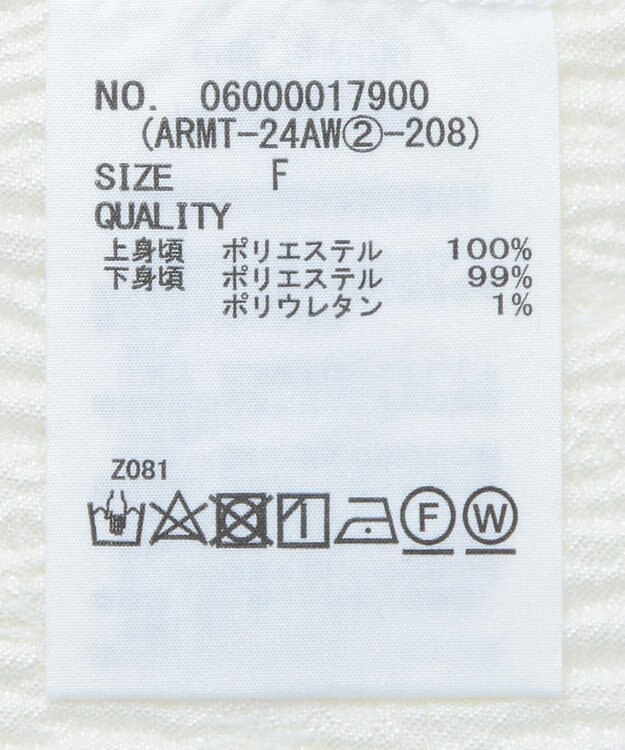 NO. 06000017900
(ARMT-24AW②-208)
SIZE F
QUALITY
上身頃 ポリエステル 100%
下身頃 ポリエステル 99%
ポリウレタン 1%
Z081
F W